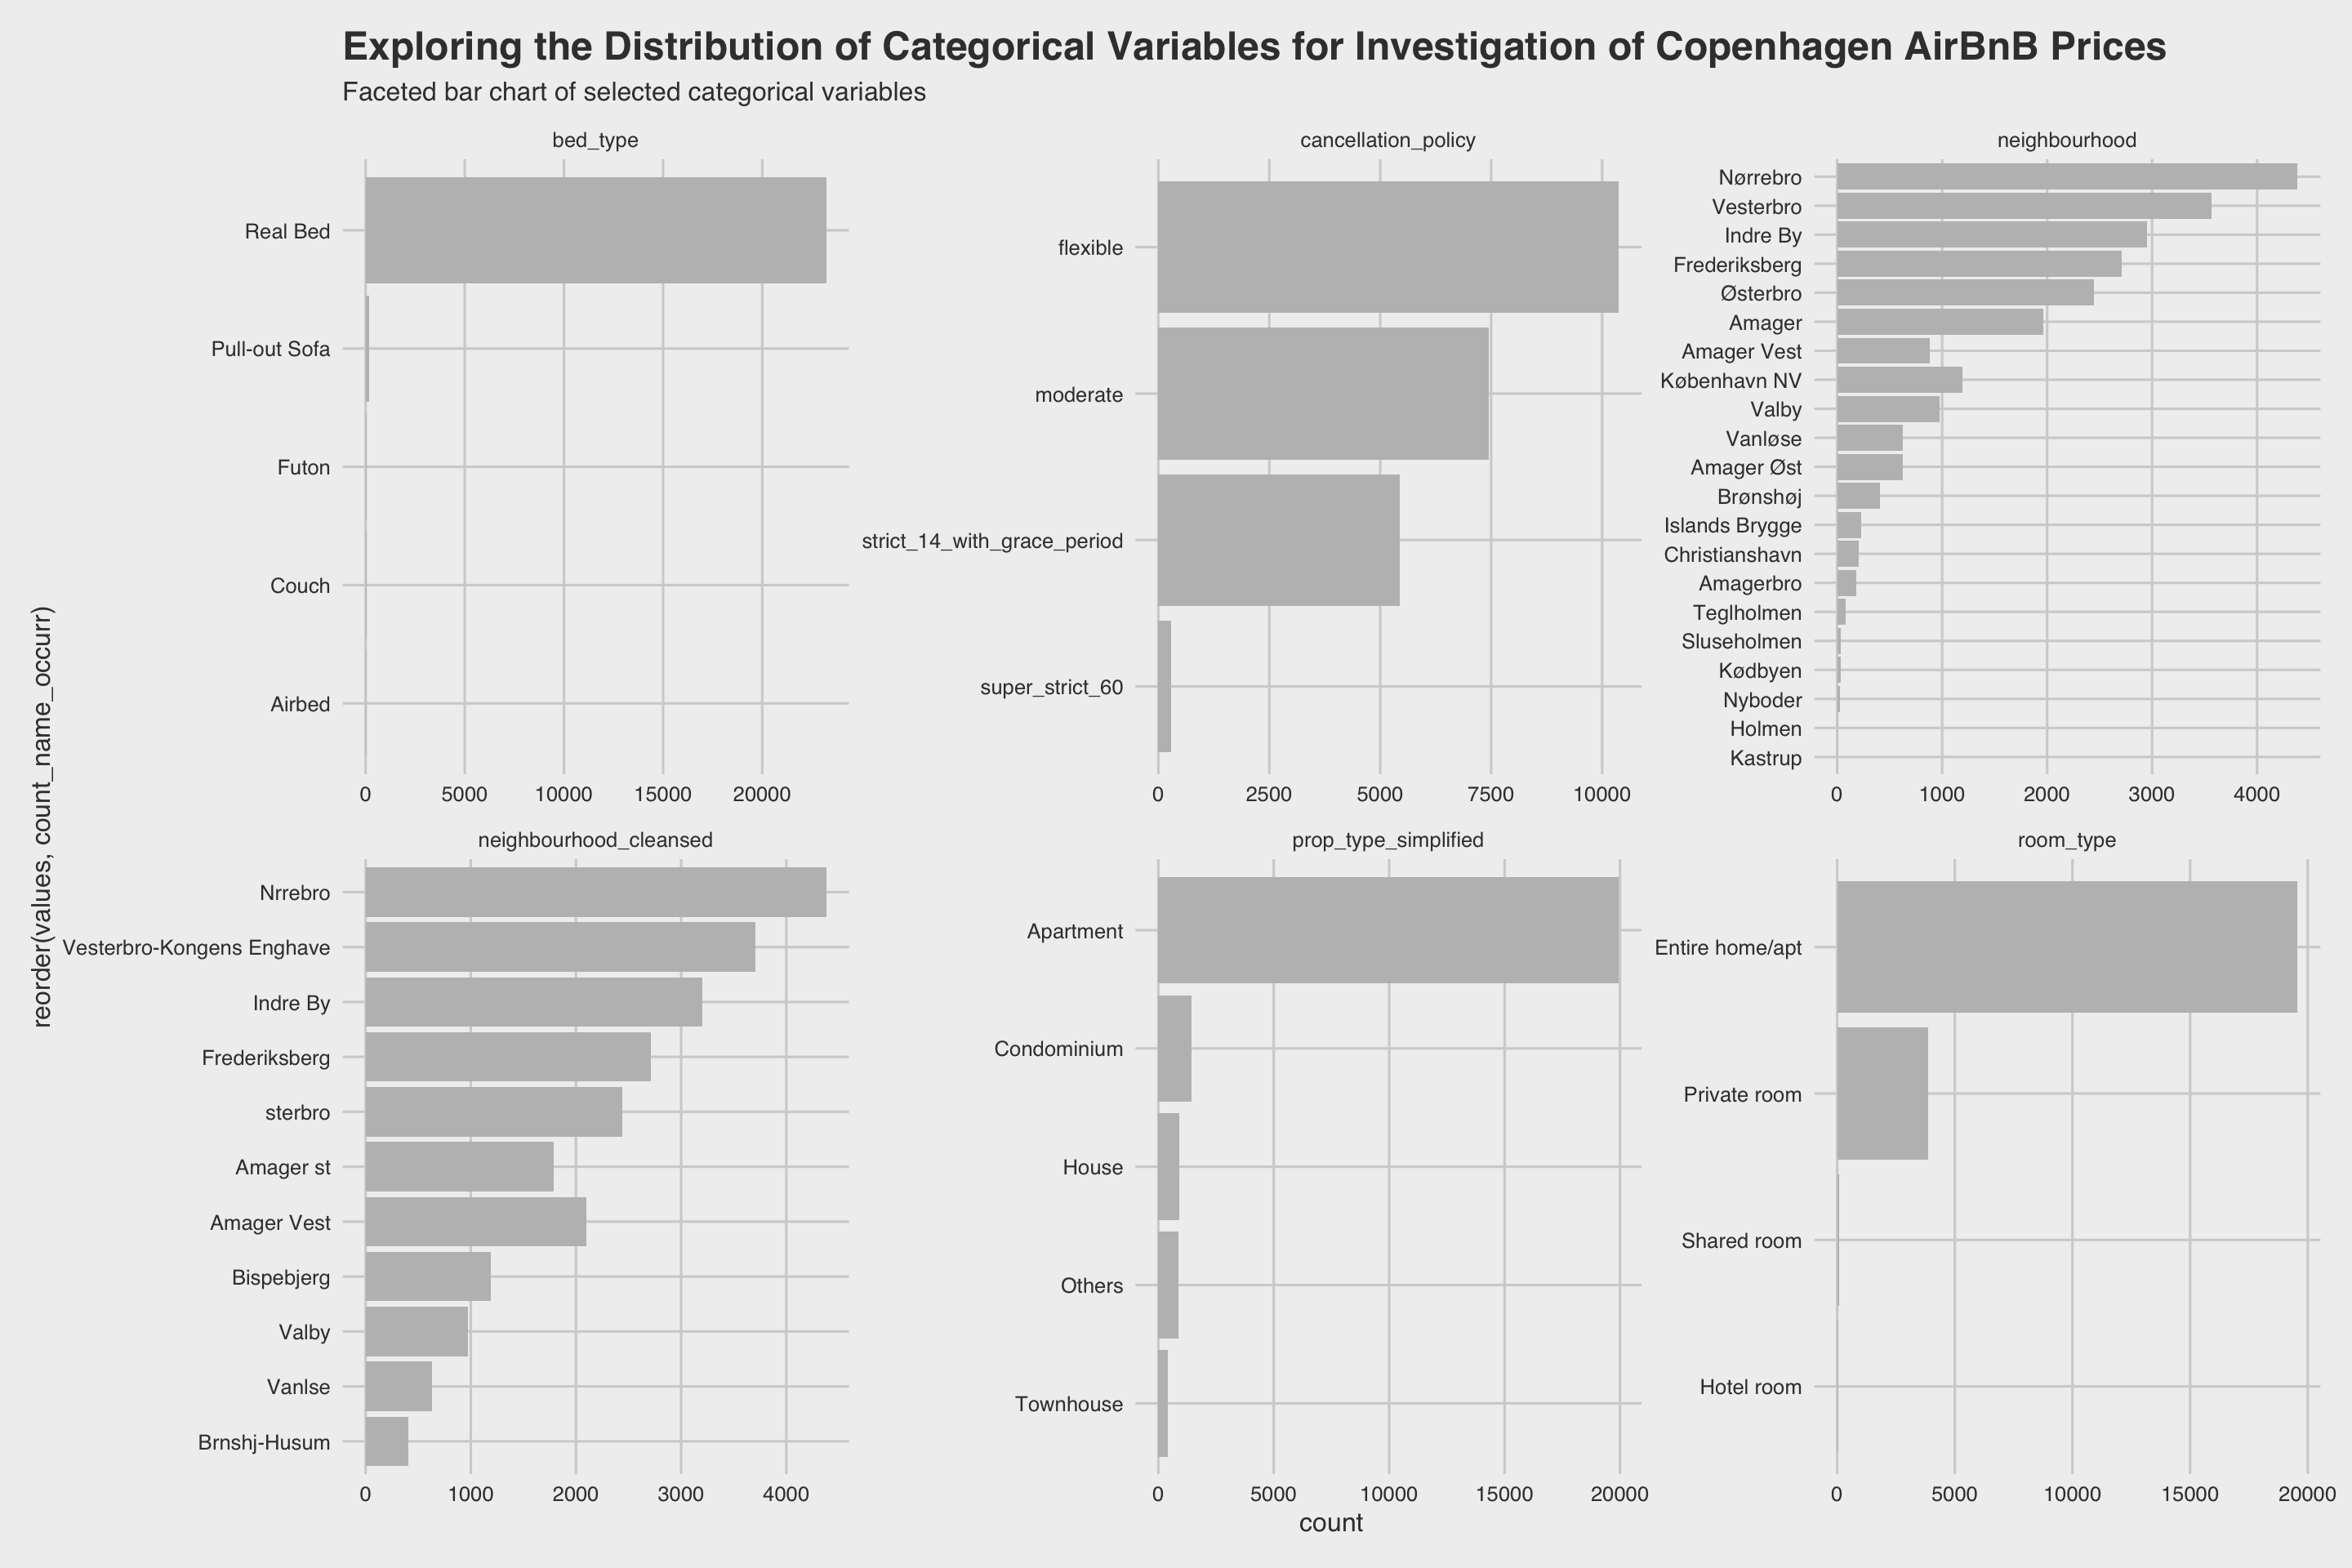 Exploring the Distribution of Categorical Variables for Investigation of Copenhagen AirBnB Prices
Faceted bar chart of selected categorical variables
reorder(values, count_name_occurr)
bed_type
Real Bed
Pull-out Sofa
Futon
Couch
Airbed
0 5000 10000 15000 20000
cancellation_policy
flexible
moderate
strict_14_with_grace_period
super_strict_60
0 2500 5000 7500 10000
neighbourhood
Nørrebro
Vesterbro
Indre By
Frederiksberg
Østerbro
Amager
Amager Vest
København NV
Valby
Vanløse
Amager Øst
Brønshøj
Islands Brygge
Christianshavn
Amagerbro
Teglholmen
Sluseholmen
Kødbyen
Nyboder
Holmen
Kastrup
0 1000 2000 3000 4000
neighbourhood_cleansed
Nrrebro
Vesterbro-Kongens Enghave
Indre By
Frederiksberg
sterbro
Amager st
Amager Vest
Bispebjerg
Valby
Vanlse
Brnshj-Husum
0 1000 2000 3000 4000
prop_type_simplified
Apartment
Condominium
House
Others
Townhouse
0 5000 10000 15000 20000
room_type
Entire home/apt
Private room
Shared room
Hotel room
0 5000 10000 15000 20000
count